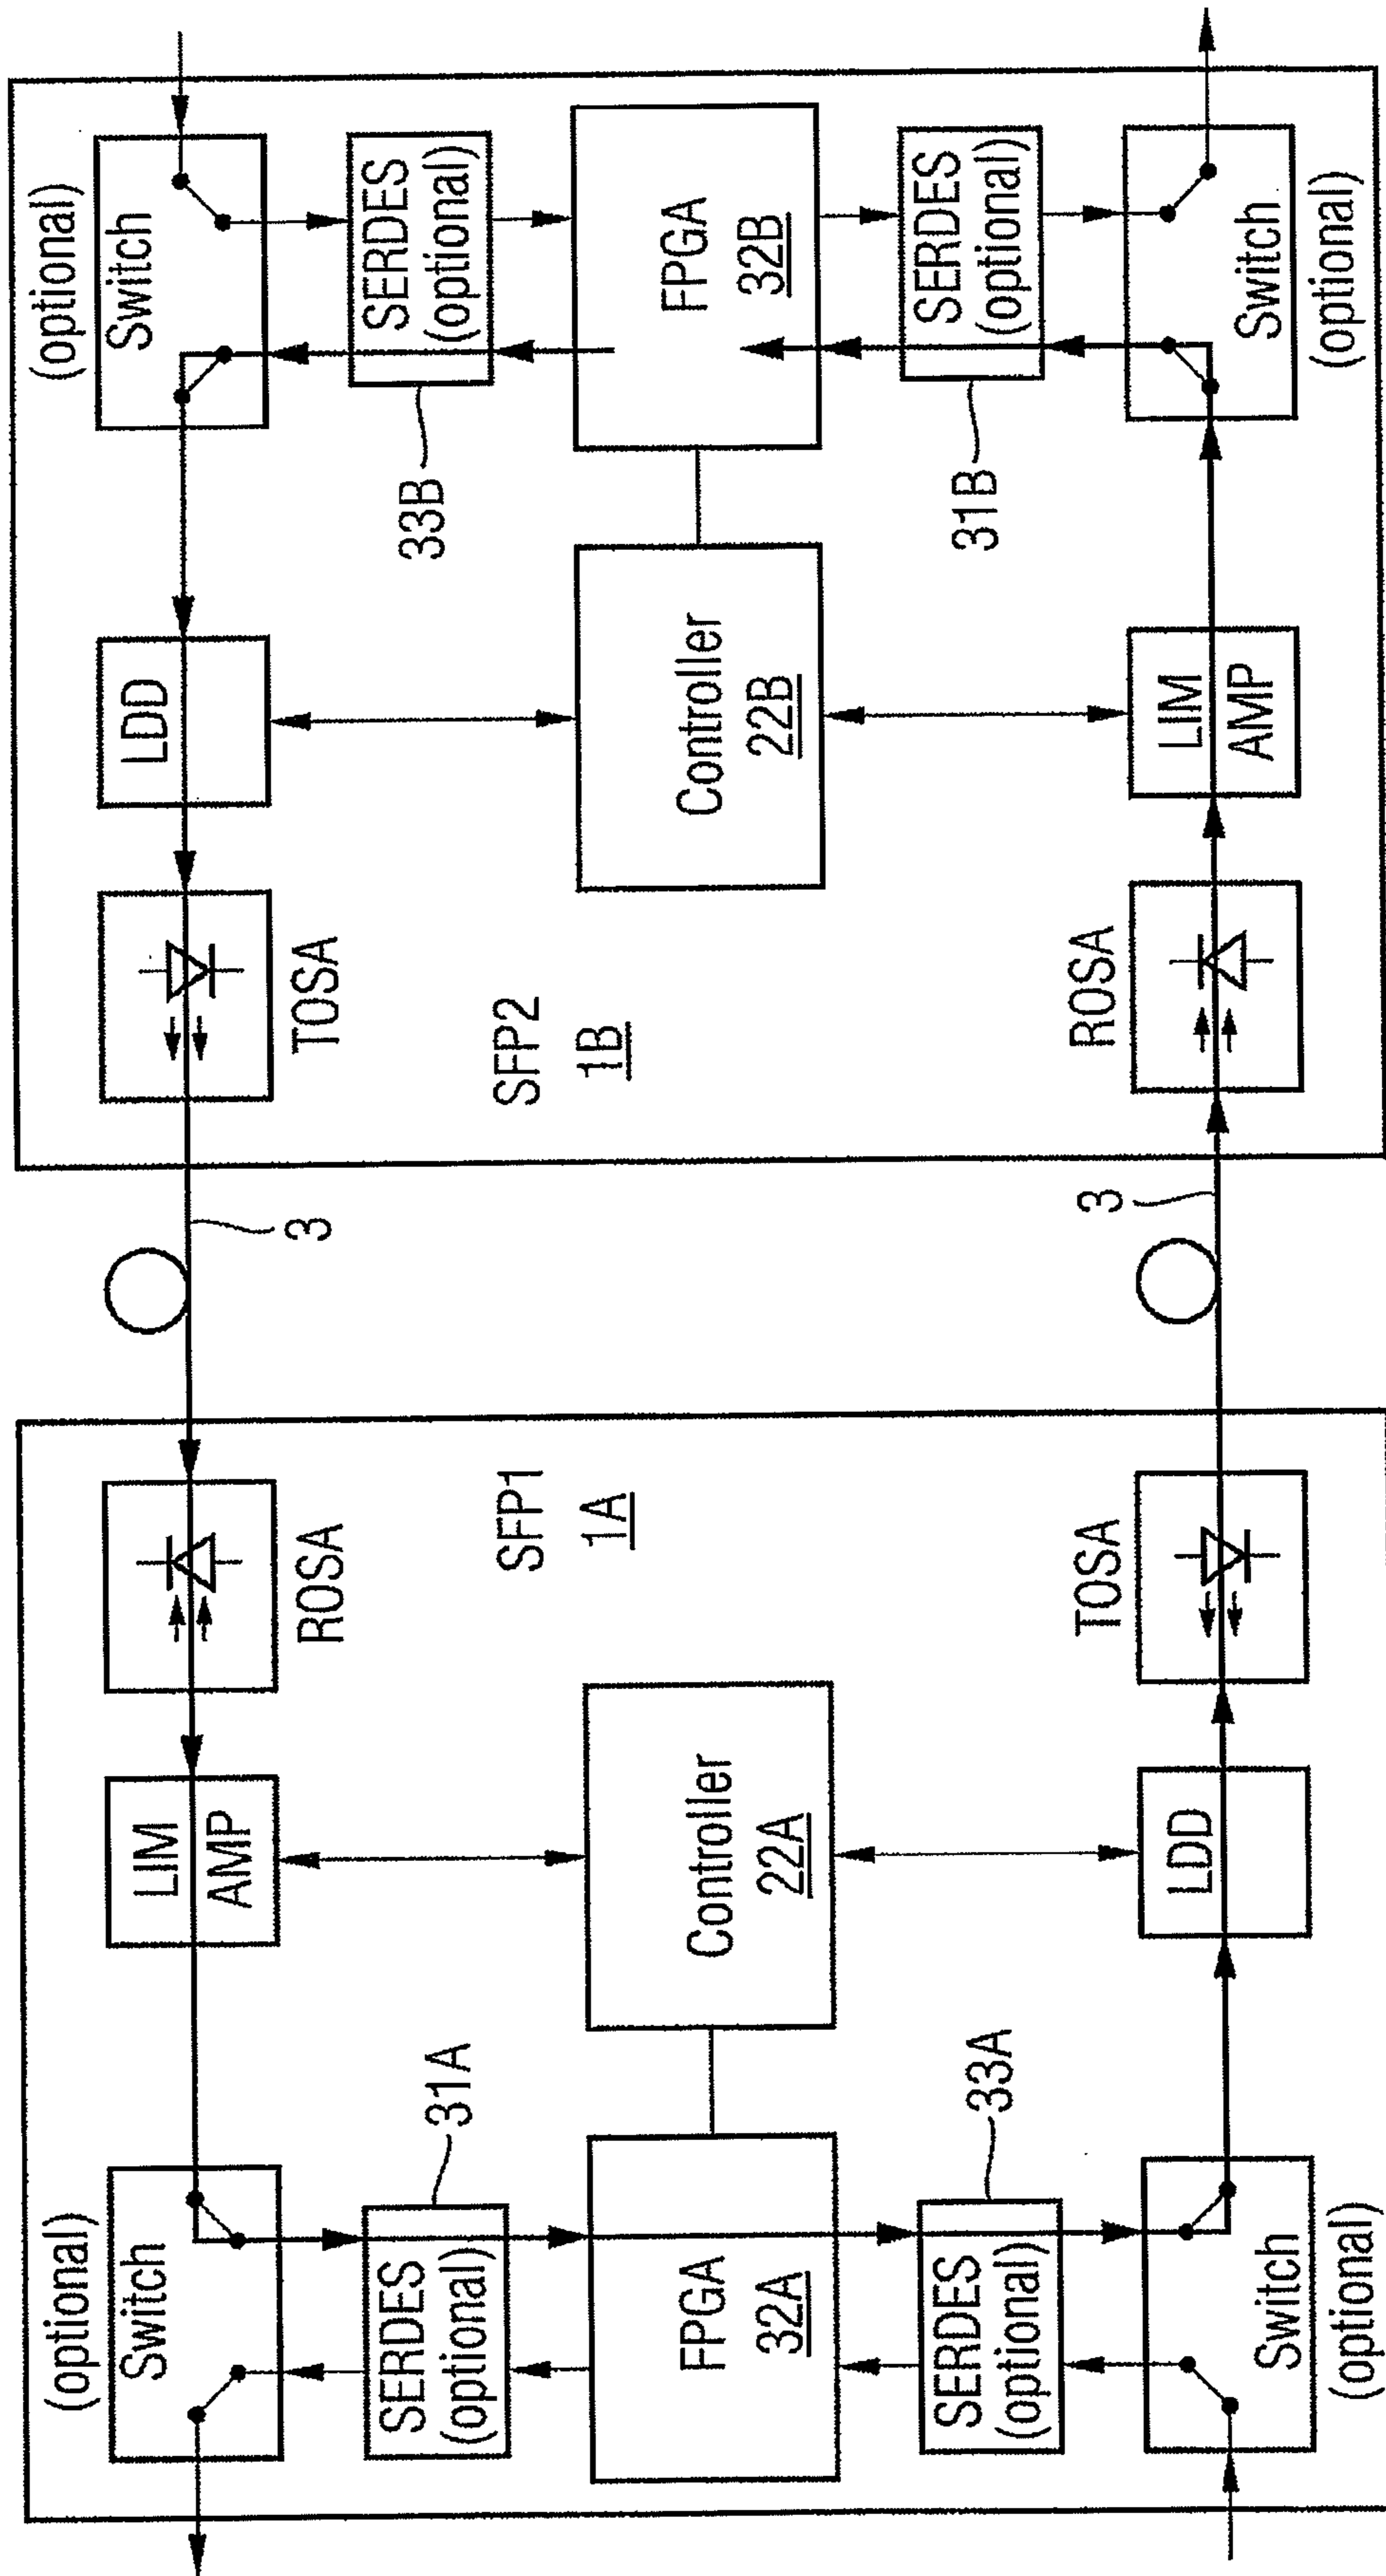 (optional)
Switch
LIM
AMP
ROSA
3
TOSA
LDD
(optional)
Switch
31A
SERDES
(optional)
SFP1
1A
SFP2
1B
33B
SERDES
(optional)
FPGA
32A
Controller
22A
Controller
22B
FPGA
32B
SERDES
(optional)
33A
31B
SERDES
(optional)
Switch
(optional)
LDD
TOSA
3
ROSA
LIM
AMP
Switch
(optional)